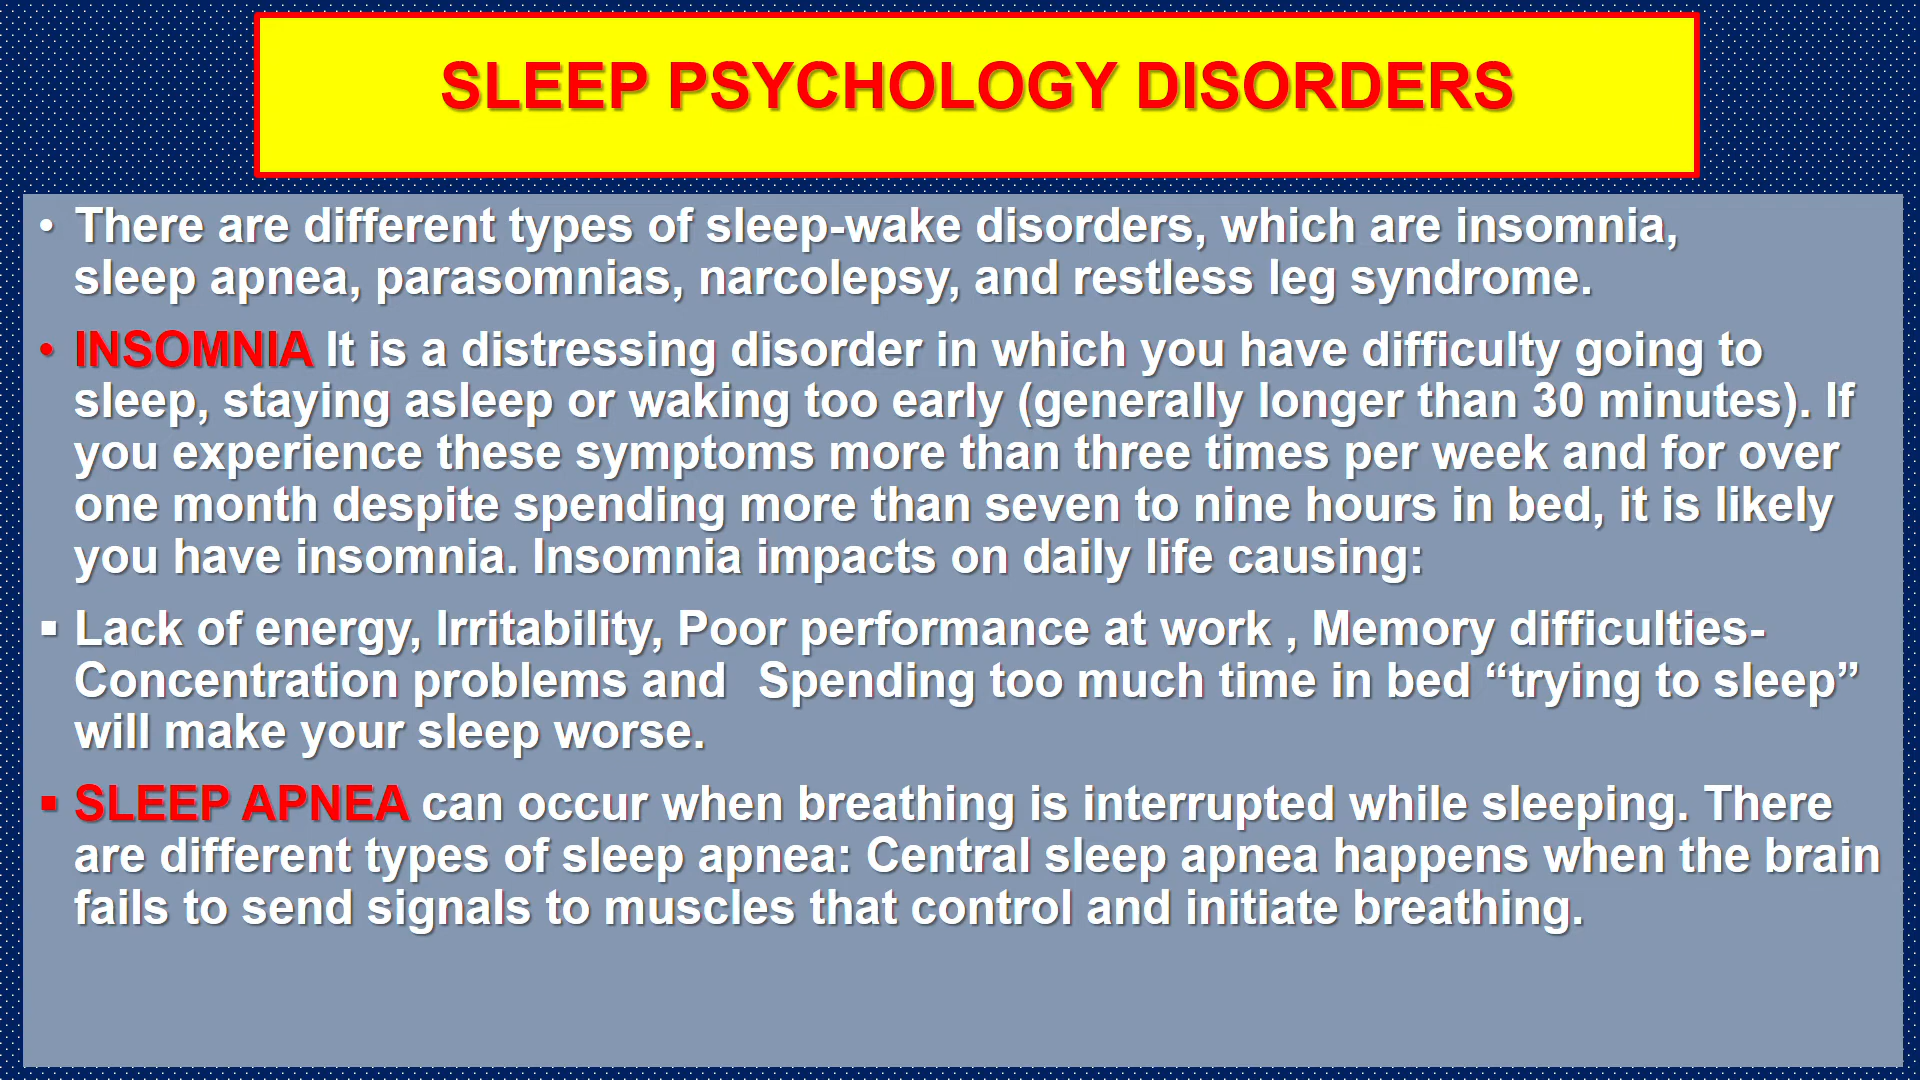 SLEEP PSYCHOLOGY DISORDERS
• There are different types of sleep-wake disorders, which are insomnia,
sleep apnea, parasomnias, narcolepsy, and restless leg syndrome.
• INSOMNIA It is a distressing disorder in which you have difficulty going to
sleep, staying asleep or waking too early (generally longer than 30 minutes). If
you experience these symptoms more than three times per week and for over
one month despite spending more than seven to nine hours in bed, it is likely
you have insomnia. Insomnia impacts on daily life causing:
▪ Lack of energy, Irritability, Poor performance at work , Memory difficulties-
Concentration problems and  Spending too much time in bed “trying to sleep”
will make your sleep worse.
▪ SLEEP APNEA can occur when breathing is interrupted while sleeping. There
are different types of sleep apnea: Central sleep apnea happens when the brain
fails to send signals to muscles that control and initiate breathing.